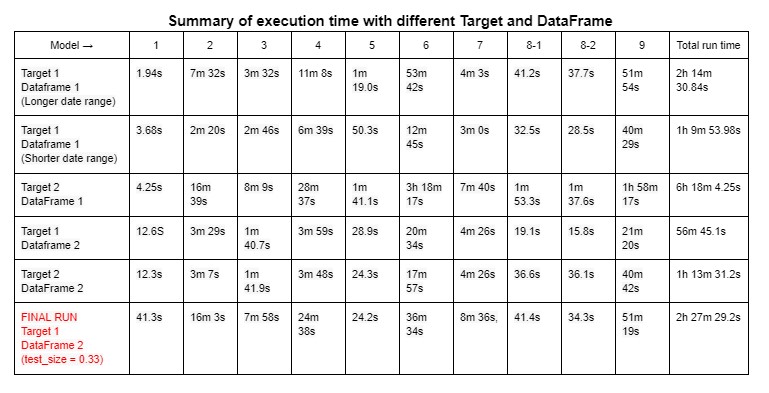 Summary of execution time with different Target and DataFrame
Model → 1 2 3 4 5 6 7 8-1 8-2 9 Total run time
Target 1 1.94s 7m 32s 3m 32s 11m 8s 1m 53m 4m 3s 41.2s 37.7s 51m 2h 14m
Dataframe 1 19.0s 42s 54s 30.84s
(Longer date range)
Target 1 3.68s 2m 20s 2m 46s 6m 39s 50.3s 12m 3m 0s 32.5s 28.5s 40m 1h 9m 53.98s
Dataframe 1 45s 29s
(Shorter date range)
Target 2 4.25s 16m 8m 9s 28m 1m 3h 18m 7m 40s 1m 1m 1h 58m 6h 18m 4.25s
DataFrame 1 39s 37s 41.1s 17s 53.3s 37.6s 17s
Target 1 12.6S 3m 29s 1m 3m 59s 28.9s 20m 4m 26s 19.1s 15.8s 21m 56m 45.1s
Dataframe 2 40.7s 34s 20s
Target 2 12.3s 3m 7s 1m 3m 48s 24.3s 17m 4m 26s 36.6s 36.1s 40m 1h 13m 31.2s
DataFrame 2 41.9s 57s 42s
FINAL RUN 41.3s 16m 3s 7m 58s 24m 24.2s 36m 8m 36s, 41.4s 34.3s 51m 2h 27m 29.2s
Target 1 38s 34s 19s
DataFrame 2
(test_size = 0.33)